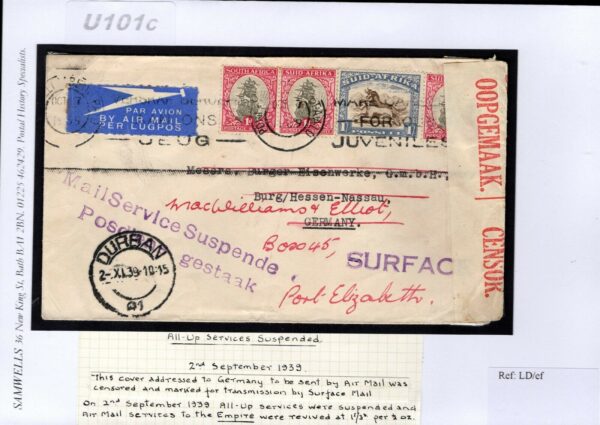 U101c
SAMWELLS 36 New King St, Bath BA1 2BN. 01225 462429. Postal History Specialists.
PAR AVION
BY AIR MAIL
PER LUGPOS
SOUTH AFRICA
SUID-AFRIKA
SUID-AFRIKA
JEUG
FOR
JUVENILES
OOPGEMAAK.
CENSOR.
Messrs. Burger Eisenwerke, G.m.b.H.,
Burg/Hessen-Nassau,
GERMANY.
MacWilliams & Elliot,
Box 45,
Port Elizabeth.
Mail Service Suspende
gestaak
SURFAC
DURBAN
2-XI.39-10-15
All-Up Services Suspended.
2nd September 1939.
This cover addressed to Germany to be sent by Air Mail was
censored and marked for transmission by Surface Mail
On 2nd September 1939 All-Up services were suspended and
Air Mail services to the Empire were revived at 1/3d per ½ oz.
Ref: LD/ef